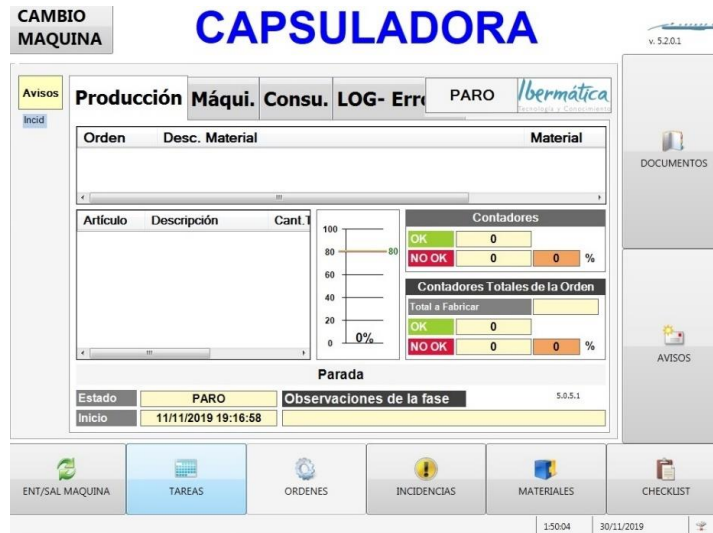 CAMBIO
MAQUINA
CAPSULADORA
v. 5.2.0.1
Avisos
Incid
Producción Máqui. Consu. LOG- Erro
PARO
Ibermática
Tecnología y Conocimiento
Orden Desc. Material Material
DOCUMENTOS
Artículo Descripción Cant.T
100
80 80
60
40
20
0 0%
Contadores
OK 0
NO OK 0 0 %
Contadores Totales de la Orden
Total a Fabricar
OK 0
NO OK 0 0 %
AVISOS
Parada
Estado PARO Observaciones de la fase 5.0.5.1
Inicio 11/11/2019 19:16:58
ENT/SAL MAQUINA TAREAS ORDENES INCIDENCIAS MATERIALES CHECKLIST
1:50:04 30/11/2019